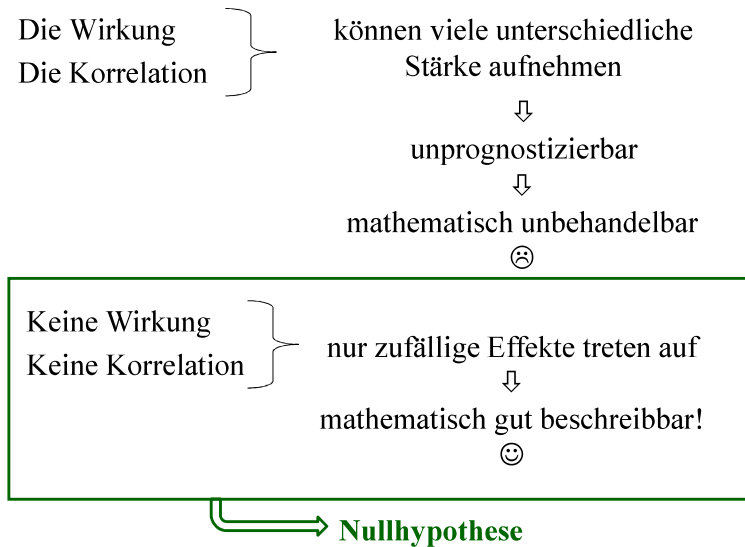 Die Wirkung
Die Korrelation
können viele unterschiedliche
Stärke aufnehmen
⇩
unprognostizierbar
⇩
mathematisch unbehandelbar
☹
Keine Wirkung
Keine Korrelation
nur zufällige Effekte treten auf
⇩
mathematisch gut beschreibbar!
☺
Nullhypothese